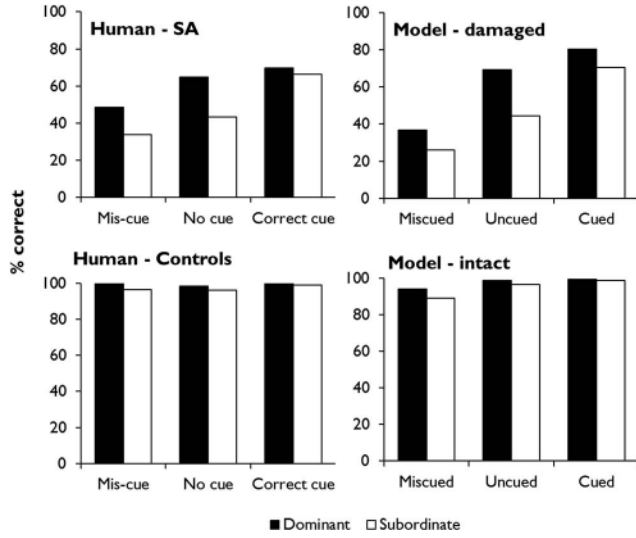 % correct
Human - SA
100
80
60
40
20
0
Mis-cue No cue Correct cue
Model - damaged
100
80
60
40
20
0
Miscued Uncued Cued
Human - Controls
100
80
60
40
20
0
Mis-cue No cue Correct cue
Model - intact
100
80
60
40
20
0
Miscued Uncued Cued
Dominant Subordinate